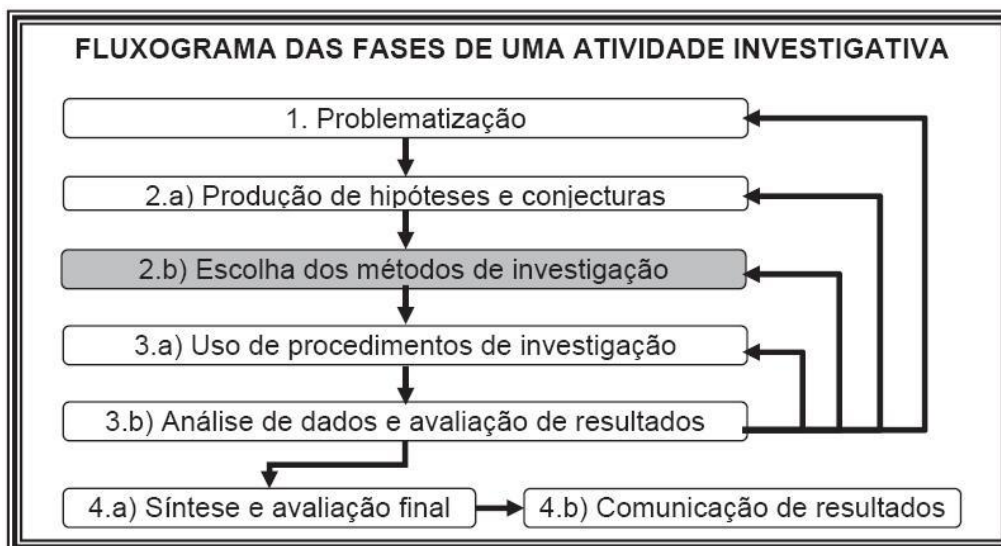 FLUXOGRAMA DAS FASES DE UMA ATIVIDADE INVESTIGATIVA
1. Problematização
2.a) Produção de hipóteses e conjecturas
2.b) Escolha dos métodos de investigação
3.a) Uso de procedimentos de investigação
3.b) Análise de dados e avaliação de resultados
4.a) Síntese e avaliação final
4.b) Comunicação de resultados